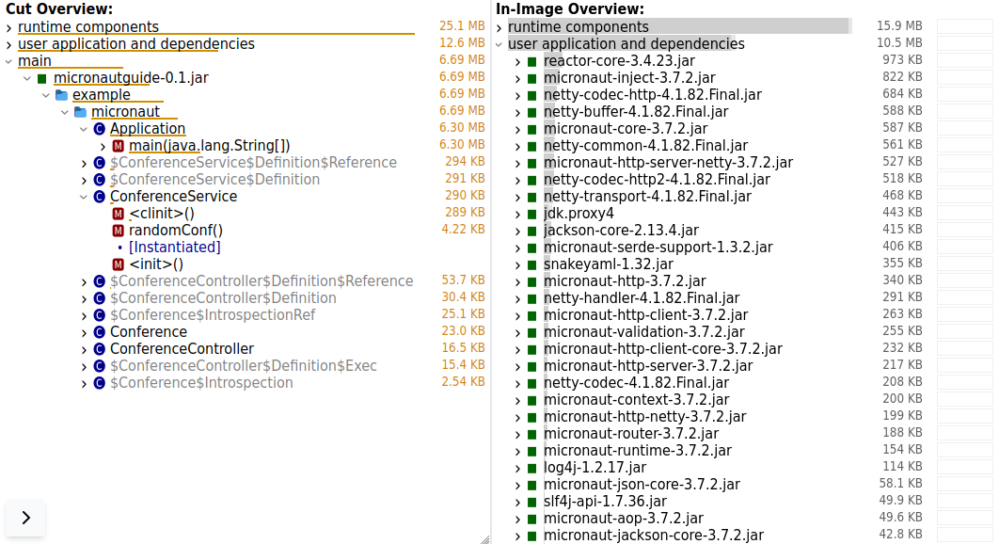 Cut Overview:
runtime components 25.1 MB
user application and dependencies 12.6 MB
main 6.69 MB
micronautguide-0.1.jar 6.69 MB
example 6.69 MB
micronaut 6.69 MB
C Application 6.30 MB
M main(java.lang.String[]) 6.30 MB
C $ConferenceService$Definition$Reference 294 KB
C $ConferenceService$Definition 291 KB
C ConferenceService 290 KB
M <clinit>() 289 KB
M randomConf() 4.22 KB
• [Instantiated]
M <init>()
C $ConferenceController$Definition$Reference 53.7 KB
C $ConferenceController$Definition 30.4 KB
C $Conference$IntrospectionRef 25.1 KB
C Conference 23.0 KB
C ConferenceController 16.5 KB
C $ConferenceController$Definition$Exec 15.4 KB
C $Conference$Introspection 2.54 KB
In-Image Overview:
runtime components 15.9 MB
user application and dependencies 10.5 MB
reactor-core-3.4.23.jar 973 KB
micronaut-inject-3.7.2.jar 822 KB
netty-codec-http-4.1.82.Final.jar 684 KB
netty-buffer-4.1.82.Final.jar 588 KB
micronaut-core-3.7.2.jar 587 KB
netty-common-4.1.82.Final.jar 561 KB
micronaut-http-server-netty-3.7.2.jar 527 KB
netty-codec-http2-4.1.82.Final.jar 518 KB
netty-transport-4.1.82.Final.jar 468 KB
jdk.proxy4 443 KB
jackson-core-2.13.4.jar 415 KB
micronaut-serde-support-1.3.2.jar 406 KB
snakeyaml-1.32.jar 355 KB
micronaut-http-3.7.2.jar 340 KB
netty-handler-4.1.82.Final.jar 291 KB
micronaut-http-client-3.7.2.jar 263 KB
micronaut-validation-3.7.2.jar 255 KB
micronaut-http-client-core-3.7.2.jar 232 KB
micronaut-http-server-3.7.2.jar 217 KB
netty-codec-4.1.82.Final.jar 208 KB
micronaut-context-3.7.2.jar 200 KB
micronaut-http-netty-3.7.2.jar 199 KB
micronaut-router-3.7.2.jar 188 KB
micronaut-runtime-3.7.2.jar 154 KB
log4j-1.2.17.jar 114 KB
micronaut-json-core-3.7.2.jar 58.1 KB
slf4j-api-1.7.36.jar 49.9 KB
micronaut-aop-3.7.2.jar 49.6 KB
micronaut-jackson-core-3.7.2.jar 42.8 KB